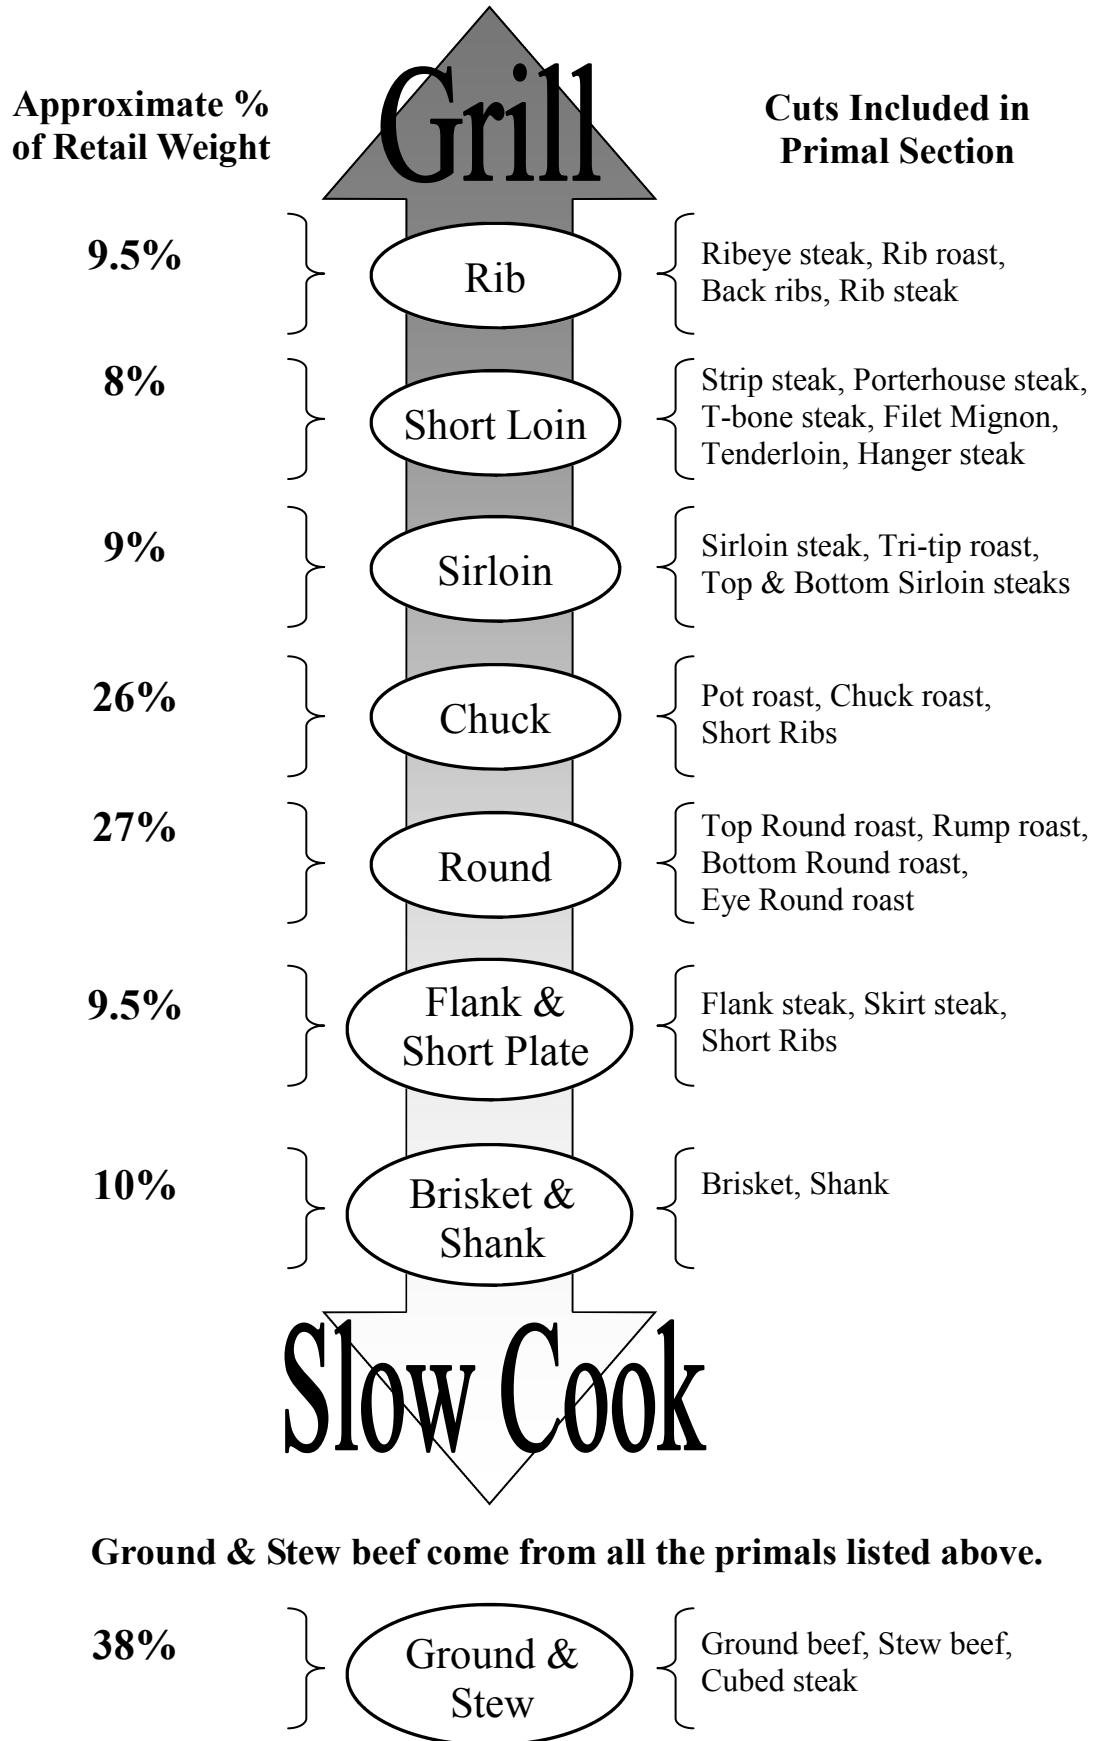 Grill
Approximate %
of Retail Weight
Cuts Included in
Primal Section
9.5%
Rib
Ribeye steak, Rib roast,
Back ribs, Rib steak
8%
Short Loin
Strip steak, Porterhouse steak,
T-bone steak, Filet Mignon,
Tenderloin, Hanger steak
9%
Sirloin
Sirloin steak, Tri-tip roast,
Top & Bottom Sirloin steaks
26%
Chuck
Pot roast, Chuck roast,
Short Ribs
27%
Round
Top Round roast, Rump roast,
Bottom Round roast,
Eye Round roast
9.5%
Flank &
Short Plate
Flank steak, Skirt steak,
Short Ribs
10%
Brisket &
Shank
Brisket, Shank
Slow Cook
Ground & Stew beef come from all the primals listed above.
38%
Ground &
Stew
Ground beef, Stew beef,
Cubed steak